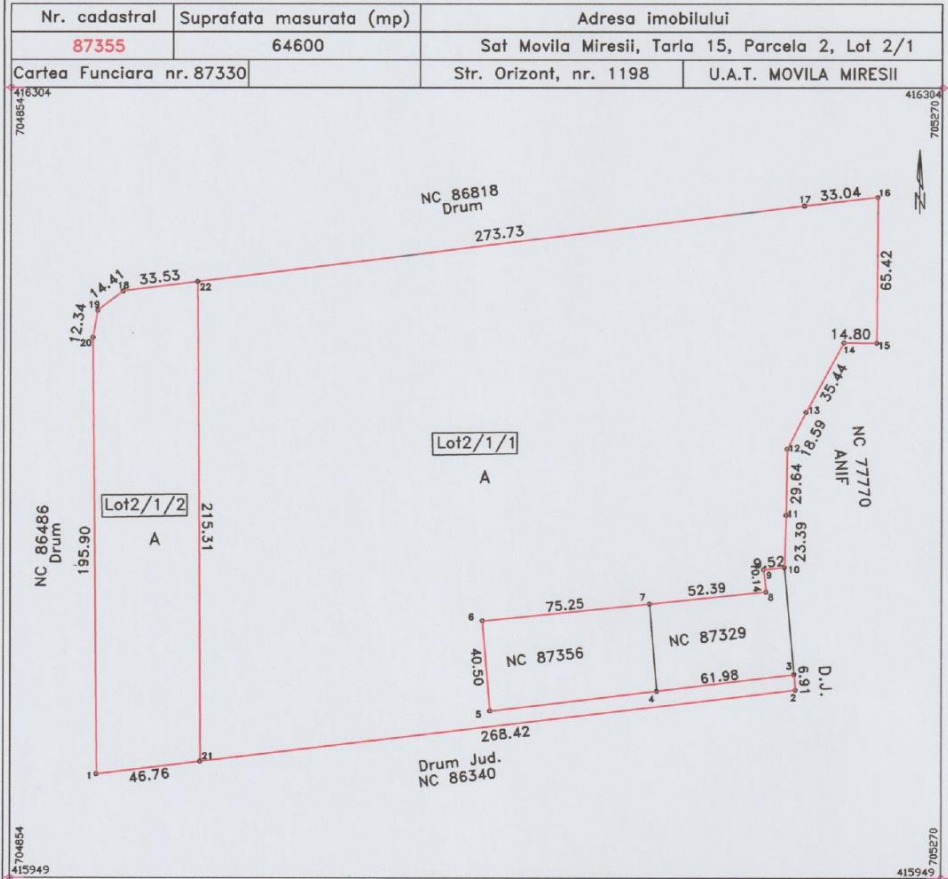 Nr. cadastral Suprafata masurata (mp) Adresa imobilului
87355 64600 Sat Movila Miresii, Tarla 15, Parcela 2, Lot 2/1
Cartea Funciara nr. 87330 Str. Orizont, nr. 1198 U.A.T. MOVILA MIRESII
416304
704854
416304
705270
N
NC 86818
Drum
17
33.04
16
273.73
65.42
14.41
18
33.53
22
19
12.34
20
14.80
14
15
35.44
13
18.59
12
NC 77770
ANIF
29.64
11
23.39
Lot2/1/1
A
Lot2/1/2
A
215.31
NC 86486
Drum
195.90
52
10
9
10.14
8
75.25
7
52.39
6
40.50
NC 87356
NC 87329
3
6.91
D.J.
61.98
4
2
5
268.42
Drum Jud.
NC 86340
21
1
46.76
704854
415949
705270
415949